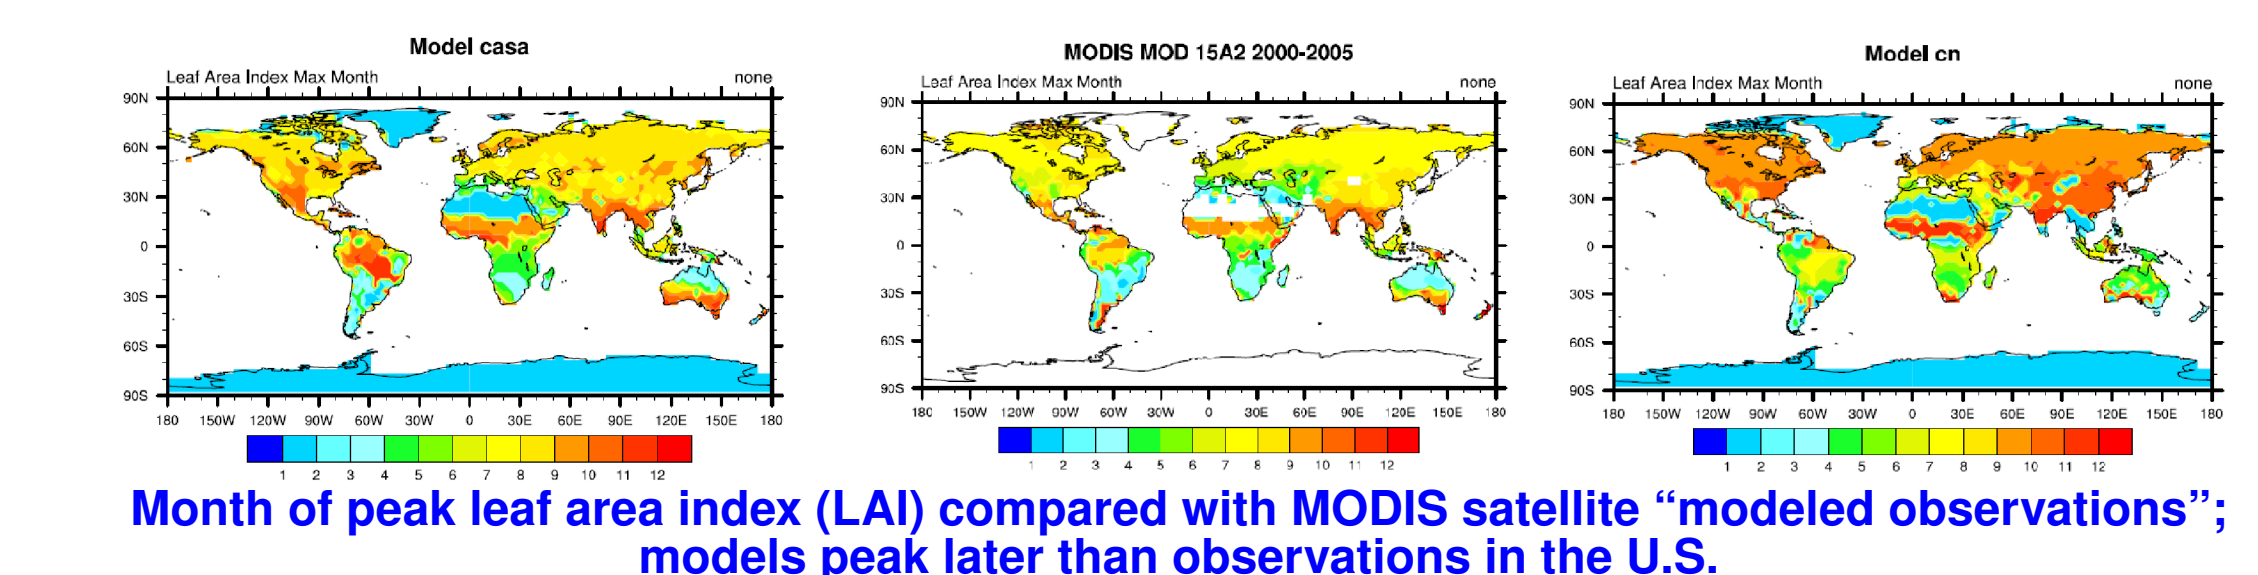 Model casa
Leaf Area Index Max Month none
90N
60N
30N
0
30S
60S
90S
180 150W 120W 90W 60W 30W 0 30E 60E 90E 120E 150E 180
1 2 3 4 5 6 7 8 9 10 11 12
MODIS MOD 15A2 2000-2005
Leaf Area Index Max Month none
90N
60N
30N
0
30S
60S
90S
180 150W 120W 90W 60W 30W 0 30E 60E 90E 120E 150E 180
1 2 3 4 5 6 7 8 9 10 11 12
Model cn
Leaf Area Index Max Month none
90N
60N
30N
0
30S
60S
90S
180 150W 120W 90W 60W 30W 0 30E 60E 90E 120E 150E 180
1 2 3 4 5 6 7 8 9 10 11 12
Month of peak leaf area index (LAI) compared with MODIS satellite “modeled observations”;
models peak later than observations in the U.S.